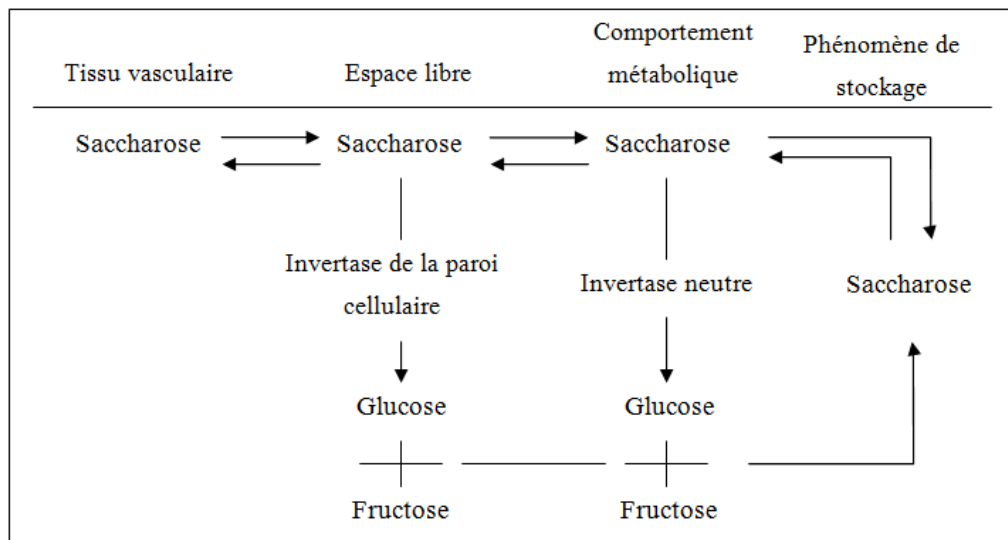 Tissu vasculaire
Espace libre
Comportement
métabolique
Phénomène de
stockage
Saccharose
Saccharose
Saccharose
Invertase de la paroi
cellulaire
Invertase neutre
Saccharose
Glucose
Glucose
Fructose
Fructose